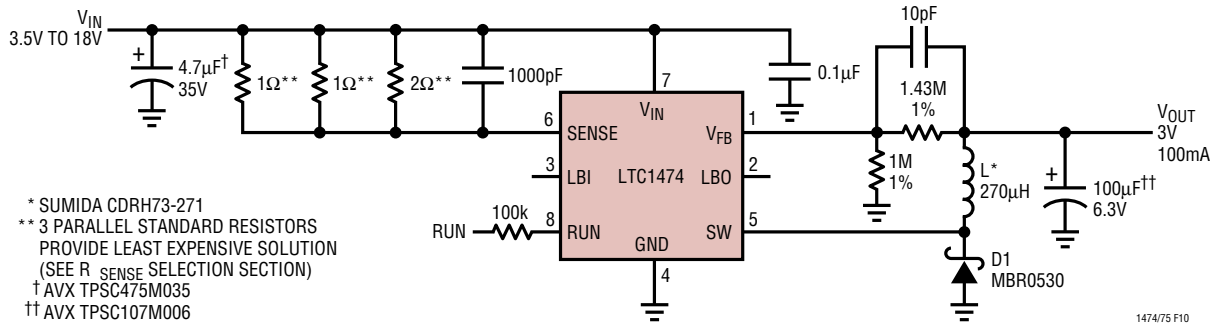 V_IN
3.5V TO 18V
+
4.7µF†
35V
1Ω**
1Ω**
2Ω**
1000pF
7
V_IN
0.1µF
10pF
1.43M
1%
6
SENSE
V_FB
1
V_OUT
3V
100mA
3
LBI
LTC1474
LBO
2
1M
1%
L*
270µH
+
100µF††
6.3V
RUN
100k
8
RUN
GND
SW
5
4
D1
MBR0530
* SUMIDA CDRH73-271
** 3 PARALLEL STANDARD RESISTORS
PROVIDE LEAST EXPENSIVE SOLUTION
(SEE R SENSE SELECTION SECTION)
† AVX TPSC475M035
†† AVX TPSC107M006
1474/75 F10